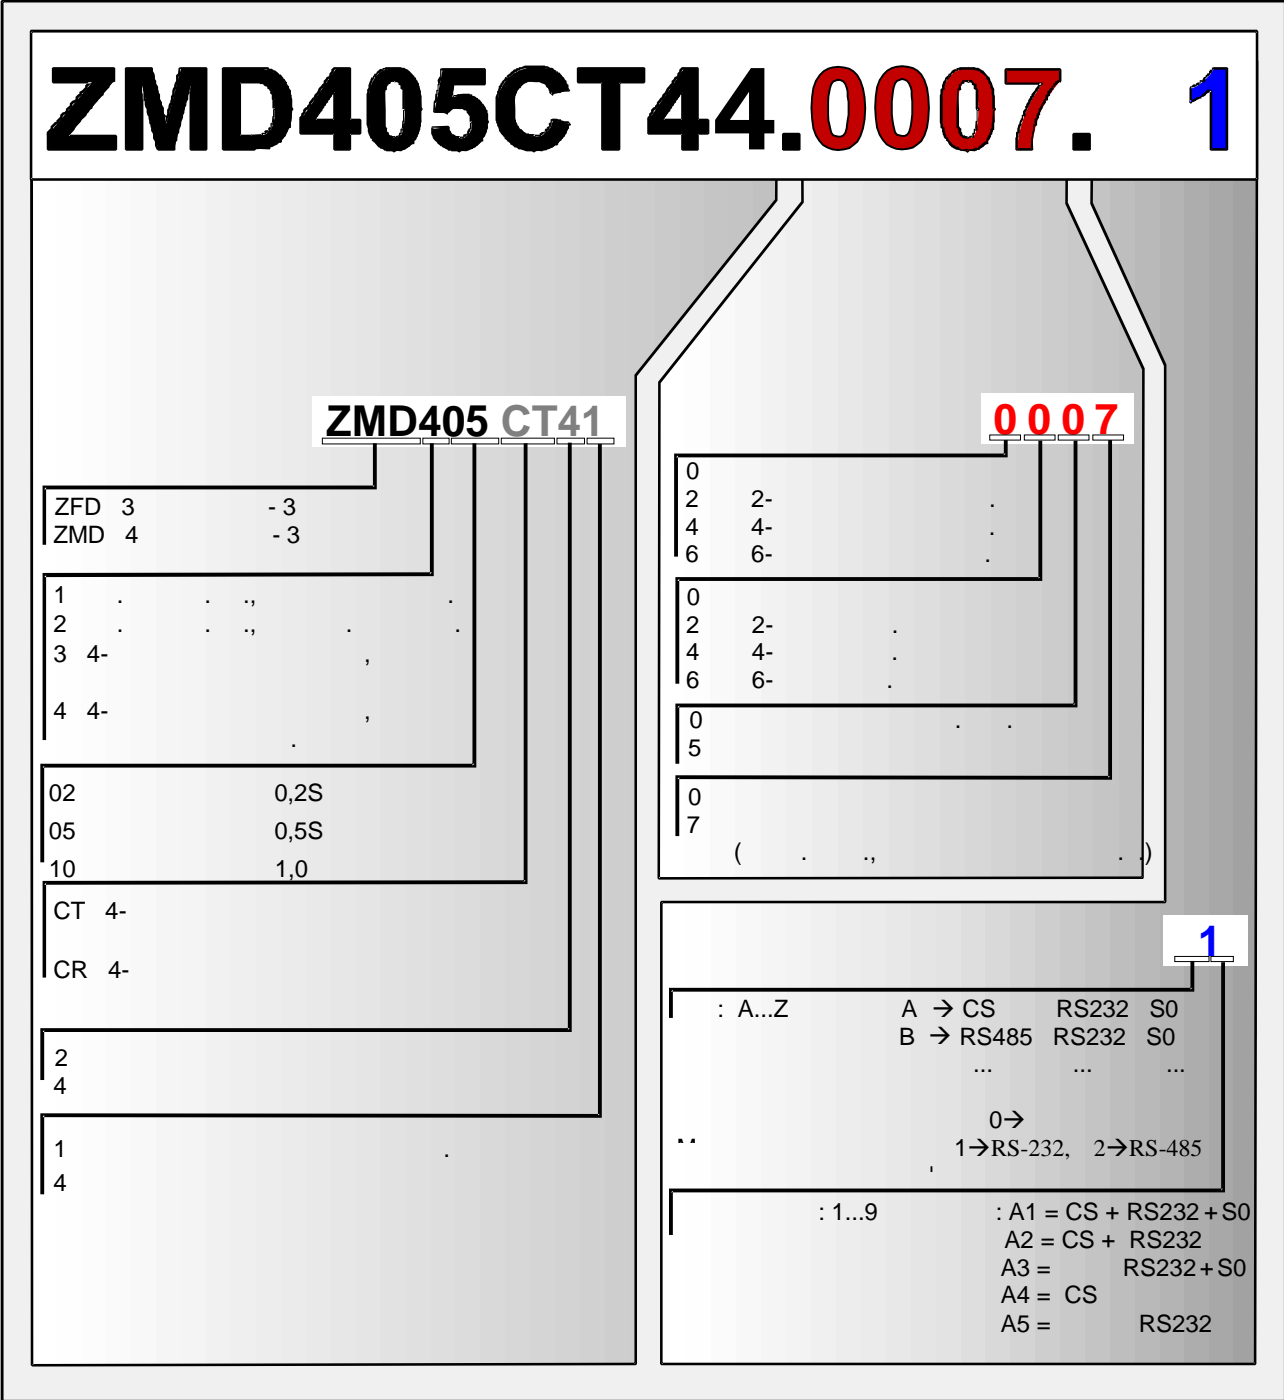 ZMD405CT44.0007. 1
ZMD405 CT41
ZFD 3 - 3
ZMD 4 - 3
1 . . ., .
2 . . ., . .
3 4- ,
4 4- ,
.
02 0,2S
05 0,5S
10 1,0
CT 4-
CR 4-
2
4
1 .
4
0 0 0 7
0
2 2- .
4 4- .
6 6- .
0
2 2- .
4 4- .
6 6- .
0 . .
5
0
7
( . ., . .)
1
: A...Z A → CS RS232 S0
B → RS485 RS232 S0
... ... ...
0→
1→RS-232, 2→RS-485
: 1...9 : A1 = CS + RS232 + S0
A2 = CS + RS232
A3 = RS232 + S0
A4 = CS
A5 = RS232